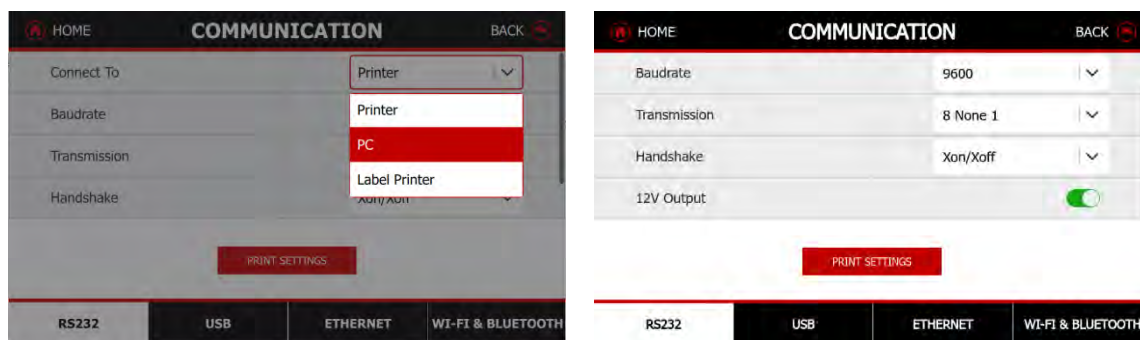 HOME COMMUNICATION BACK
Connect To Printer
Baudrate Printer
PC
Transmission
Label Printer
Handshake Xon/Xoff
PRINT SETTINGS
RS232 USB ETHERNET WI-FI & BLUETOOTH
HOME COMMUNICATION BACK
Baudrate 9600
Transmission 8 None 1
Handshake Xon/Xoff
12V Output
PRINT SETTINGS
RS232 USB ETHERNET WI-FI & BLUETOOTH